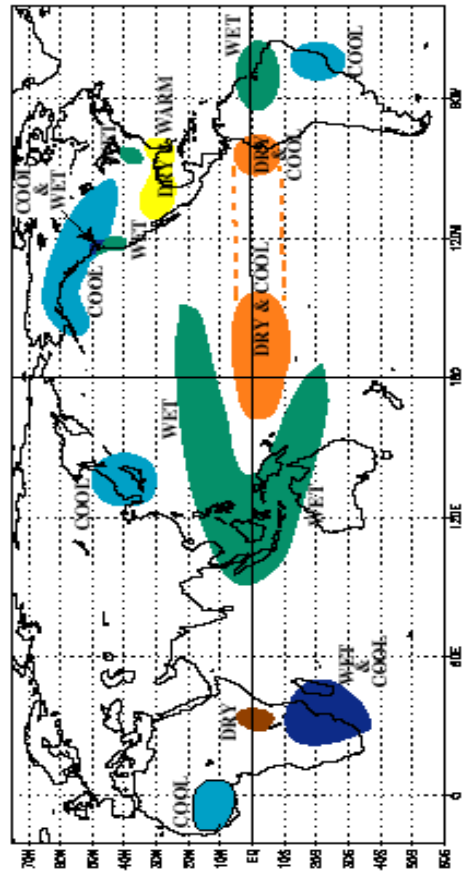 70N
60N
50N
40N
30N
20N
10N
EQ
10S
20S
30S
40S
50S
60S
COOL
&
WET
COOL
COOL
WET
WET
DRY & WARM
WET
COOL
DRY
WET
DRY & COOL
DRY
&
COOL
WET
WET
&
COOL
COOL
0
60E
120E
180
120W
60W